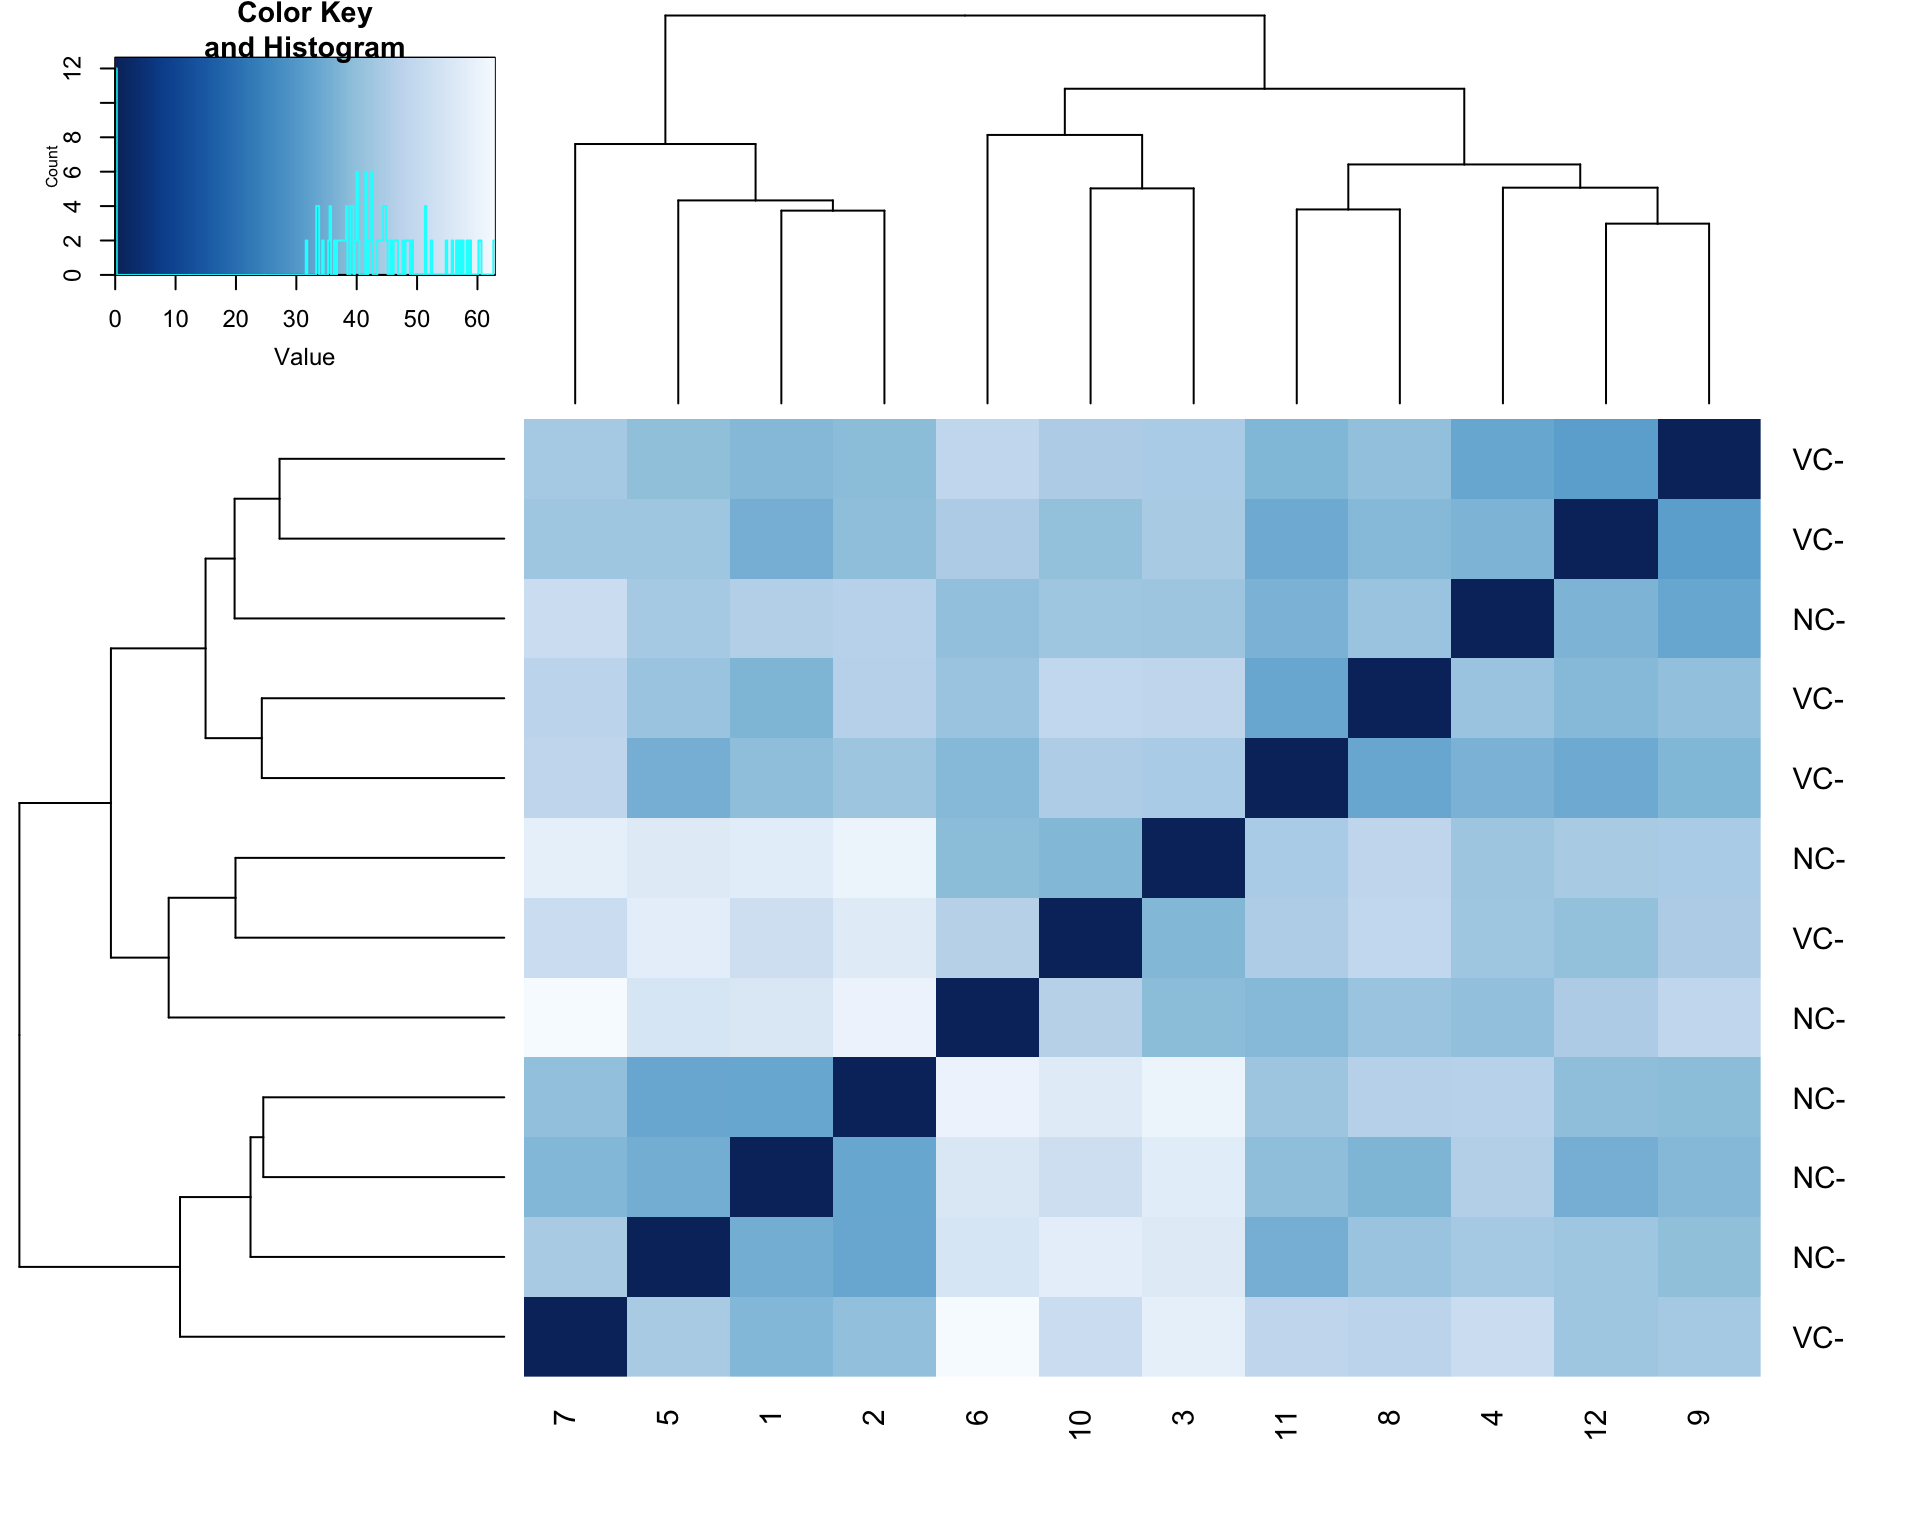 Color Key
and Histogram
Count
0 2 4 6 8 12
0 10 20 30 40 50 60
Value
VC-
VC-
NC-
VC-
VC-
NC-
VC-
NC-
NC-
NC-
NC-
VC-
7 5 1 2 6 10 3 11 8 4 12 9